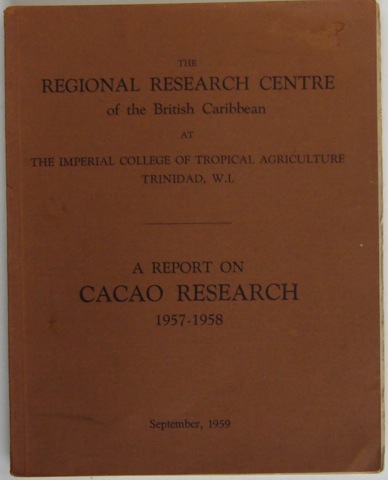 THE
REGIONAL RESEARCH CENTRE
of the British Caribbean
AT
THE IMPERIAL COLLEGE OF TROPICAL AGRICULTURE
TRINIDAD, W.I.
A REPORT ON
CACAO RESEARCH
1957-1958
September, 1959